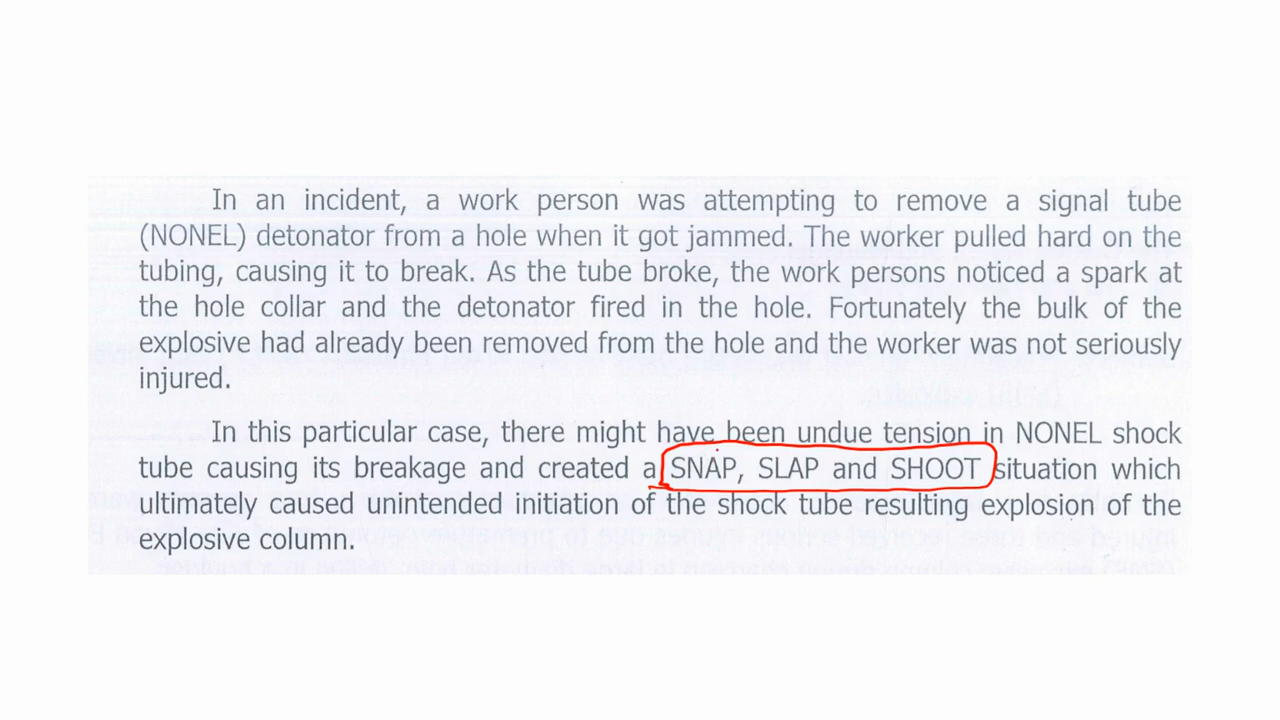 In an incident, a work person was attempting to remove a signal tube
(NONEL) detonator from a hole when it got jammed. The worker pulled hard on the
tubing, causing it to break. As the tube broke, the work persons noticed a spark at
the hole collar and the detonator fired in the hole. Fortunately the bulk of the
explosive had already been removed from the hole and the worker was not seriously
injured.
In this particular case, there might have been undue tension in NONEL shock
tube causing its breakage and created a SNAP, SLAP and SHOOT situation which
ultimately caused unintended initiation of the shock tube resulting explosion of the
explosive column.